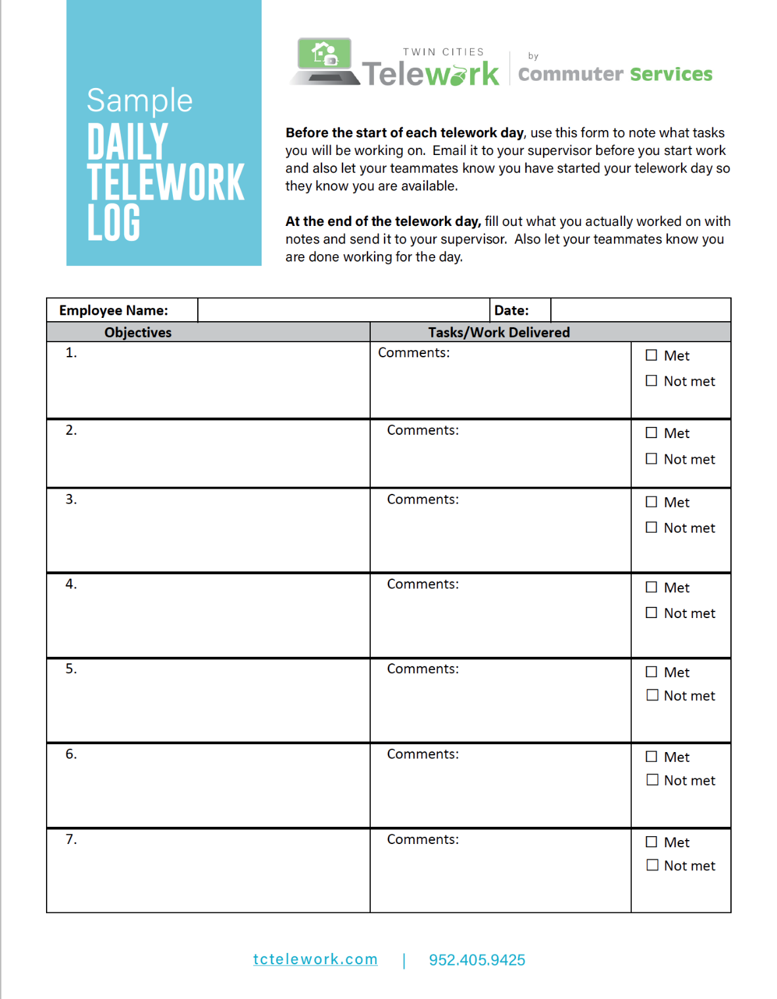 Sample
DAILY
TELEWORK
LOG
TWIN CITIES
Telework
by
Commuter Services
Before the start of each telework day, use this form to note what tasks
you will be working on.  Email it to your supervisor before you start work
and also let your teammates know you have started your telework day so
they know you are available.
At the end of the telework day, fill out what you actually worked on with
notes and send it to your supervisor.  Also let your teammates know you
are done working for the day.
Employee Name: Date:
Objectives Tasks/Work Delivered
1. Comments: ☐ Met
☐ Not met
2. Comments: ☐ Met
☐ Not met
3. Comments: ☐ Met
☐ Not met
4. Comments: ☐ Met
☐ Not met
5. Comments: ☐ Met
☐ Not met
6. Comments: ☐ Met
☐ Not met
7. Comments: ☐ Met
☐ Not met
tctelework.com | 952.405.9425